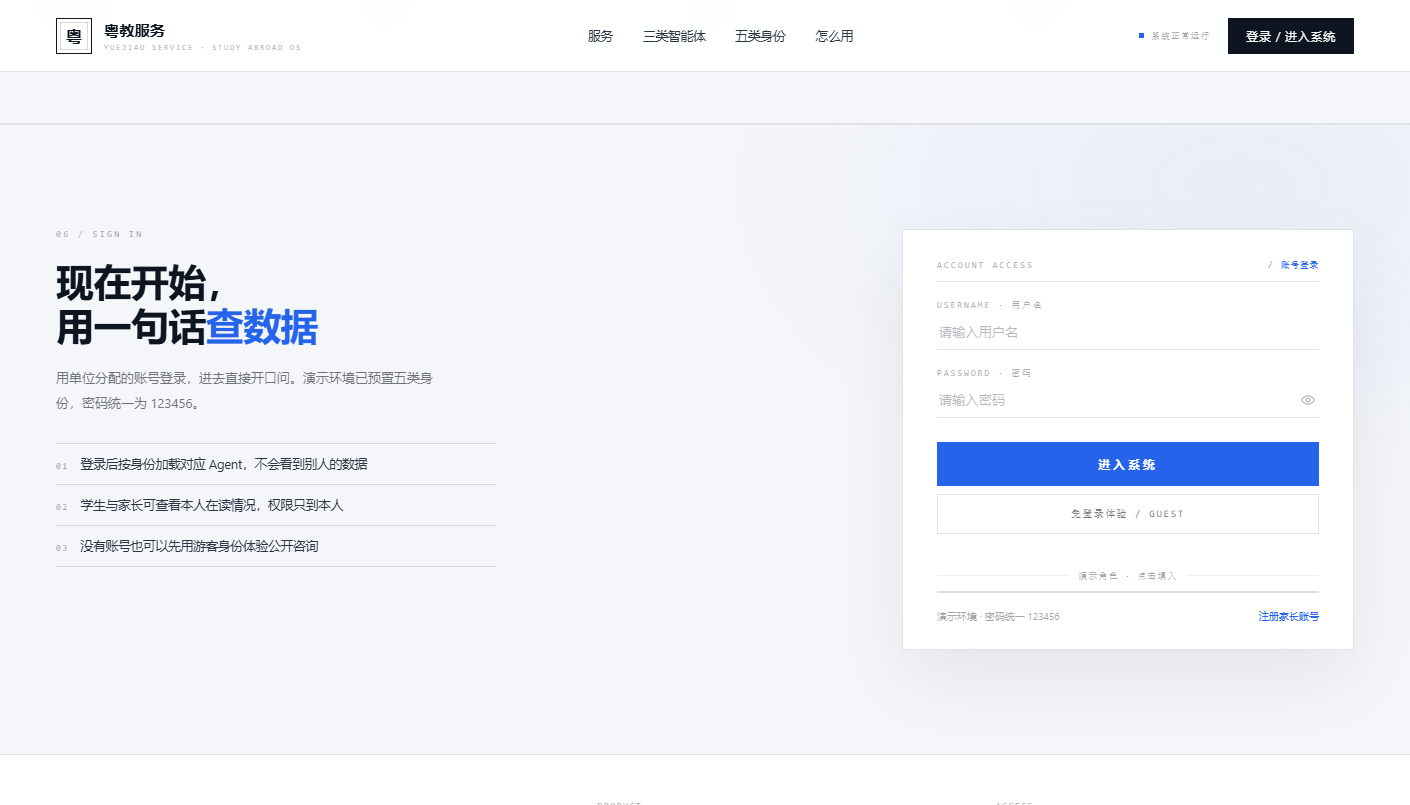 粤
粤教服务
YUEJIAO SERVICE · STUDY ABROAD OS
服务
三类智能体
五类身份
怎么用
系统正常运行
登录 / 进入系统
06 / SIGN IN
现在开始，
用一句话查数据
用单位分配的账号登录，进去直接开口问。演示环境已预置五类身
份，密码统一为 123456。
01 登录后按身份加载对应 Agent，不会看到别人的数据
02 学生与家长可查看本人在读情况，权限只到本人
03 没有账号也可以先用游客身份体验公开咨询
ACCOUNT ACCESS
/ 账号登录
USERNAME · 用户名
请输入用户名
PASSWORD · 密码
请输入密码
进入系统
免登录体验 / GUEST
演示角色 · 点击填入
演示环境 · 密码统一 123456
注册家长账号